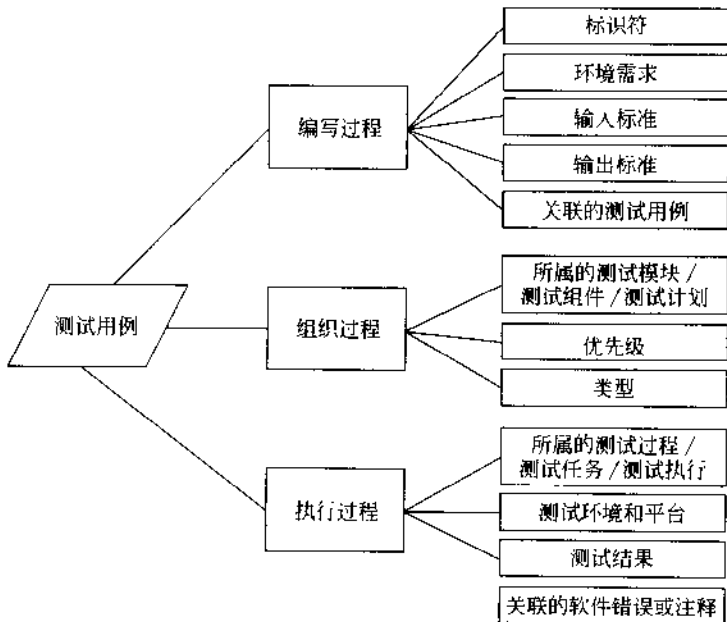 标识符
环境需求
输入标准
输出标准
关联的测试用例
编写过程
所属的测试模块/
测试组件/测试计划
优先级
类型
组织过程
测试用例
所属的测试过程/
测试任务/测试执行
测试环境和平台
测试结果
关联的软件错误或注释
执行过程